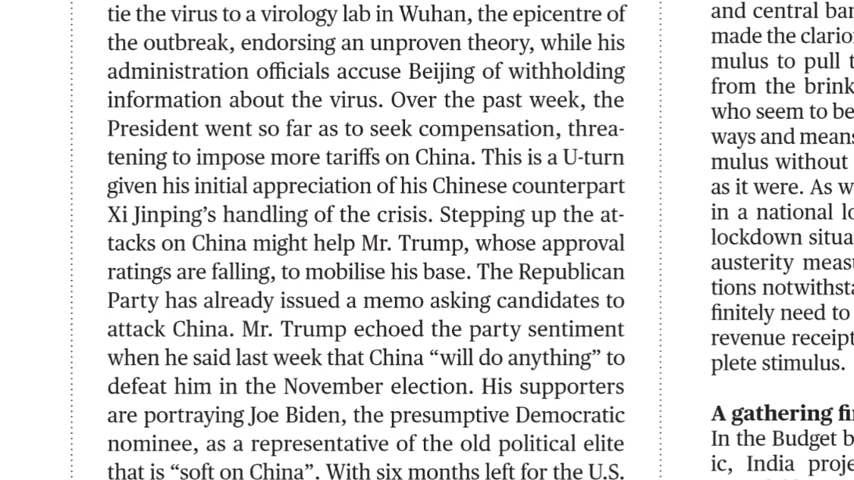 tie the virus to a virology lab in Wuhan, the epicentre of
the outbreak, endorsing an unproven theory, while his
administration officials accuse Beijing of withholding
information about the virus. Over the past week, the
President went so far as to seek compensation, threa-
tening to impose more tariffs on China. This is a U-turn
given his initial appreciation of his Chinese counterpart
Xi Jinping’s handling of the crisis. Stepping up the at-
tacks on China might help Mr. Trump, whose approval
ratings are falling, to mobilise his base. The Republican
Party has already issued a memo asking candidates to
attack China. Mr. Trump echoed the party sentiment
when he said last week that China “will do anything” to
defeat him in the November election. His supporters
are portraying Joe Biden, the presumptive Democratic
nominee, as a representative of the old political elite
that is “soft on China”. With six months left for the U.S.
and central ban
made the clario
mulus to pull t
from the brink
who seem to be
ways and means
mulus without
as it were. As w
in a national lo
lockdown situa
austerity meas
tions notwithsta
finitely need to
revenue receipt
plete stimulus.
A gathering fi
In the Budget b
ic, India proje